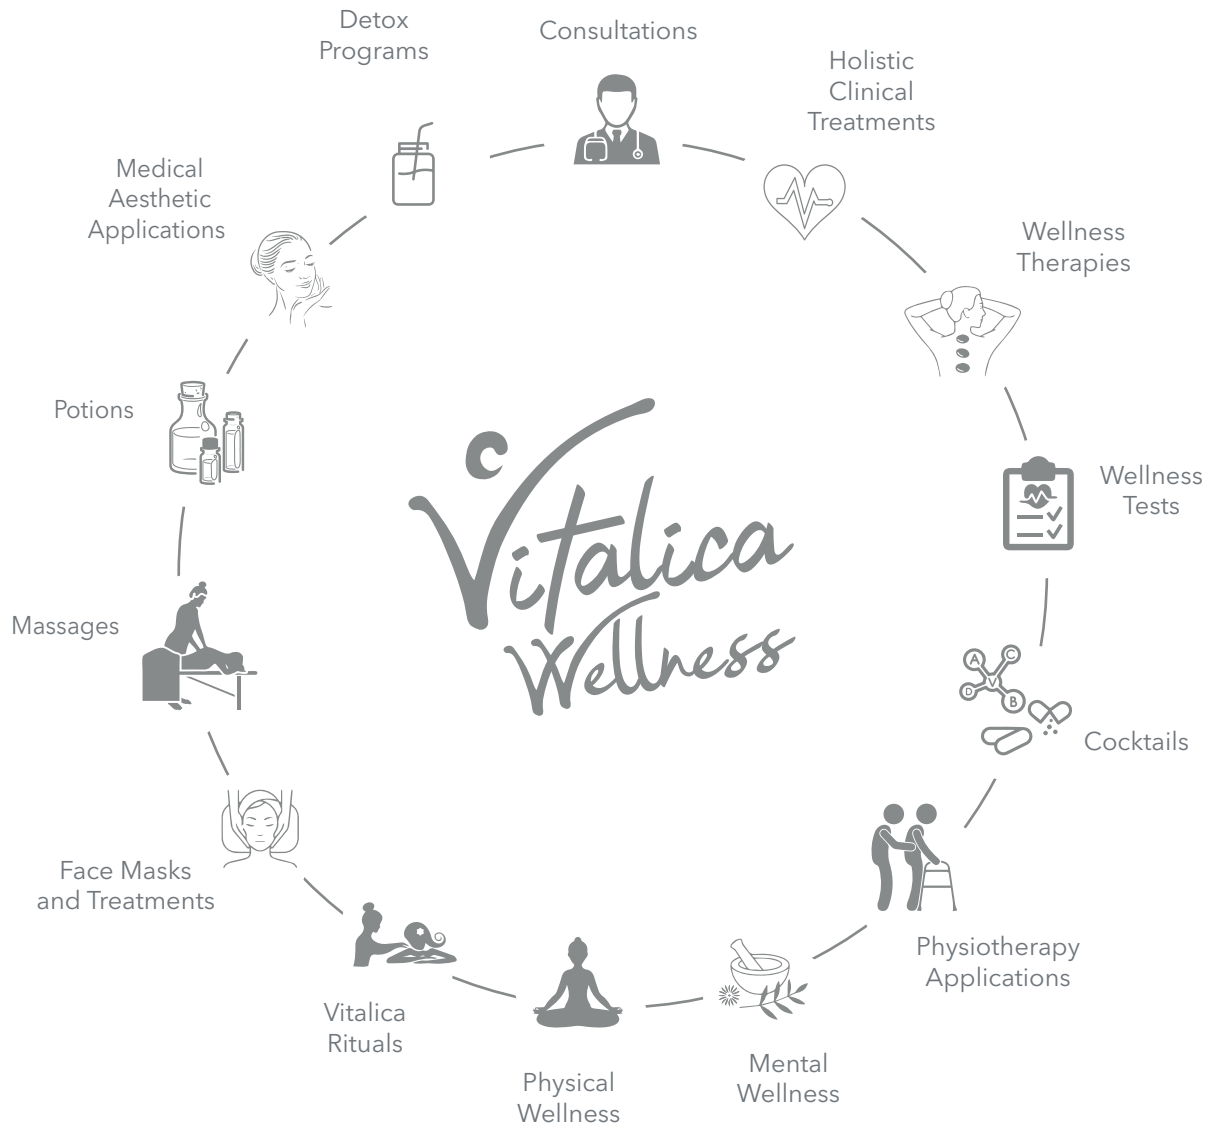 Detox
Programs
Consultations
Holistic
Clinical
Treatments
Medical
Aesthetic
Applications
Wellness
Therapies
Potions
Wellness
Tests
Vitalica
Wellness
Massages
A
C
V
D
B
Cocktails
Face Masks
and Treatments
Physiotherapy
Applications
Vitalica
Rituals
Physical
Wellness
Mental
Wellness